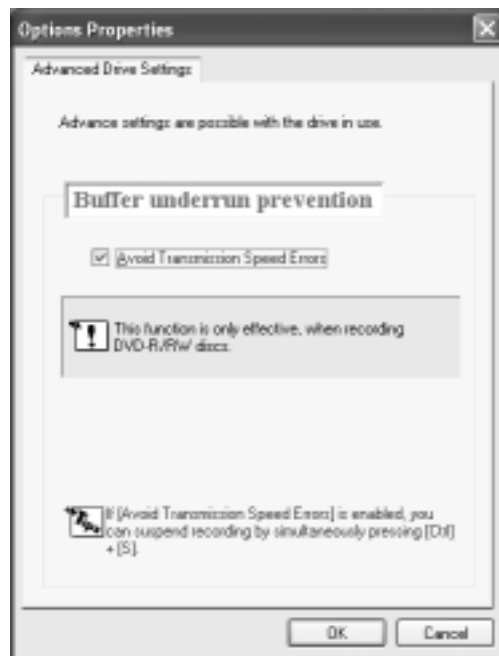 Options Properties
Advanced Drive Settings
Advance settings are possible with the drive in use.
Buffer underrun prevention
Avoid Transmission Speed Errors
This function is only effective, when recording
DVD-R/RW discs.
If [Avoid Transmission Speed Errors] is enabled, you
can suspend recording by simultaneously pressing [Ctrl]
+ [S].
OK
Cancel